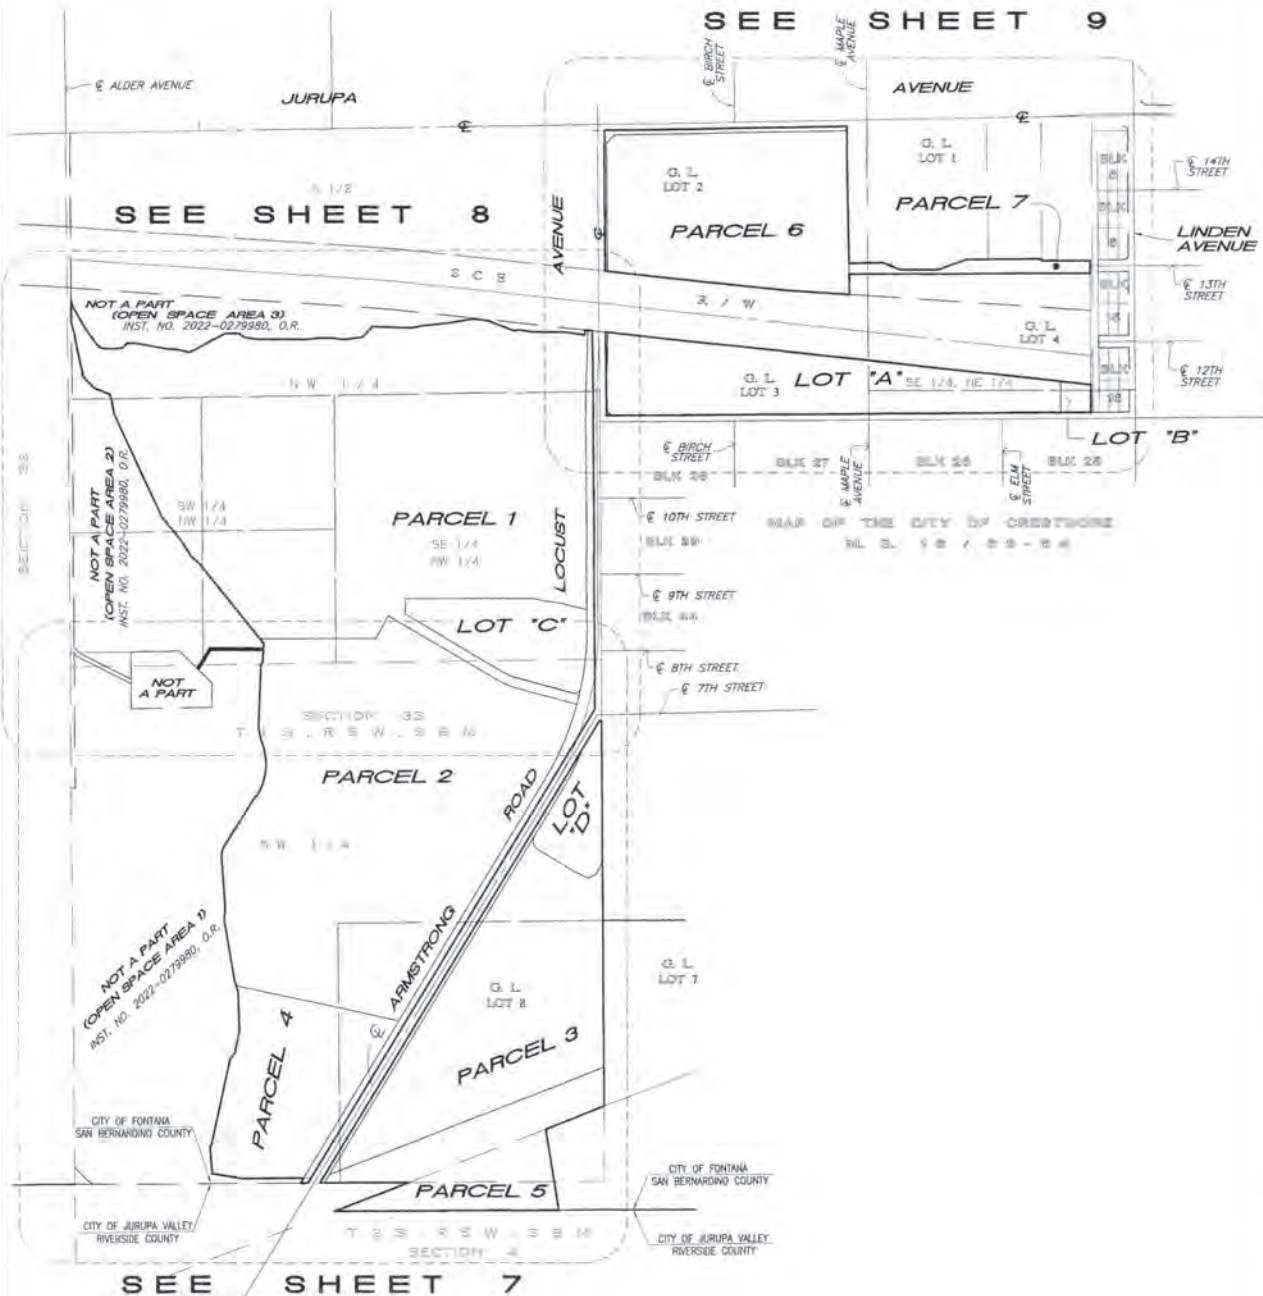 SEE SHEET 9
℄ ALDER AVENUE
JURUPA
℄
℄ BIRCH
STREET
℄ MAPLE
AVENUE
AVENUE
℄
G. L.
LOT 1
BLK
℄ 14TH
STREET
G. L.
LOT 2
PARCEL 6
PARCEL 7
BLK
LINDEN
AVENUE
N 1/2
SEE SHEET 8
AVENUE
℄
S C E
R / W
BLK
℄ 13TH
STREET
NOT A PART
(OPEN SPACE AREA 3)
INST. NO. 2022-0279980, O.R.
G. L.
LOT 4
℄ 12TH
STREET
BLK
N W 1/4
G. L.
LOT 3
LOT "A"
SE 1/4, NE 1/4
LOT "B"
℄ BIRCH
STREET
BLK 27
℄ MAPLE
AVENUE
BLK 26
℄ ELM
STREET
BLK 25
NOT A PART
(OPEN SPACE AREA 2)
INST. NO. 2022-0279980, O.R.
SW 1/4
NW 1/4
PARCEL 1
SE 1/4
NW 1/4
LOCUST
℄ 10TH STREET
MAP OF THE CITY OF CRESTMORE
℄ 9TH STREET
LOT "C"
℄ 8TH STREET
℄ 7TH STREET
NOT
A PART
SECTION 33
PARCEL 2
ROAD
LOT
"D"
ARMSTRONG
℄
NOT A PART
(OPEN SPACE AREA 1)
INST. NO. 2022-0279980, O.R.
G. L.
LOT 8
PARCEL 4
PARCEL 3
CITY OF FONTANA
SAN BERNARDINO COUNTY
CITY OF JURUPA VALLEY
RIVERSIDE COUNTY
PARCEL 5
CITY OF FONTANA
SAN BERNARDINO COUNTY
CITY OF JURUPA VALLEY
RIVERSIDE COUNTY
SECTION 4
SEE SHEET 7